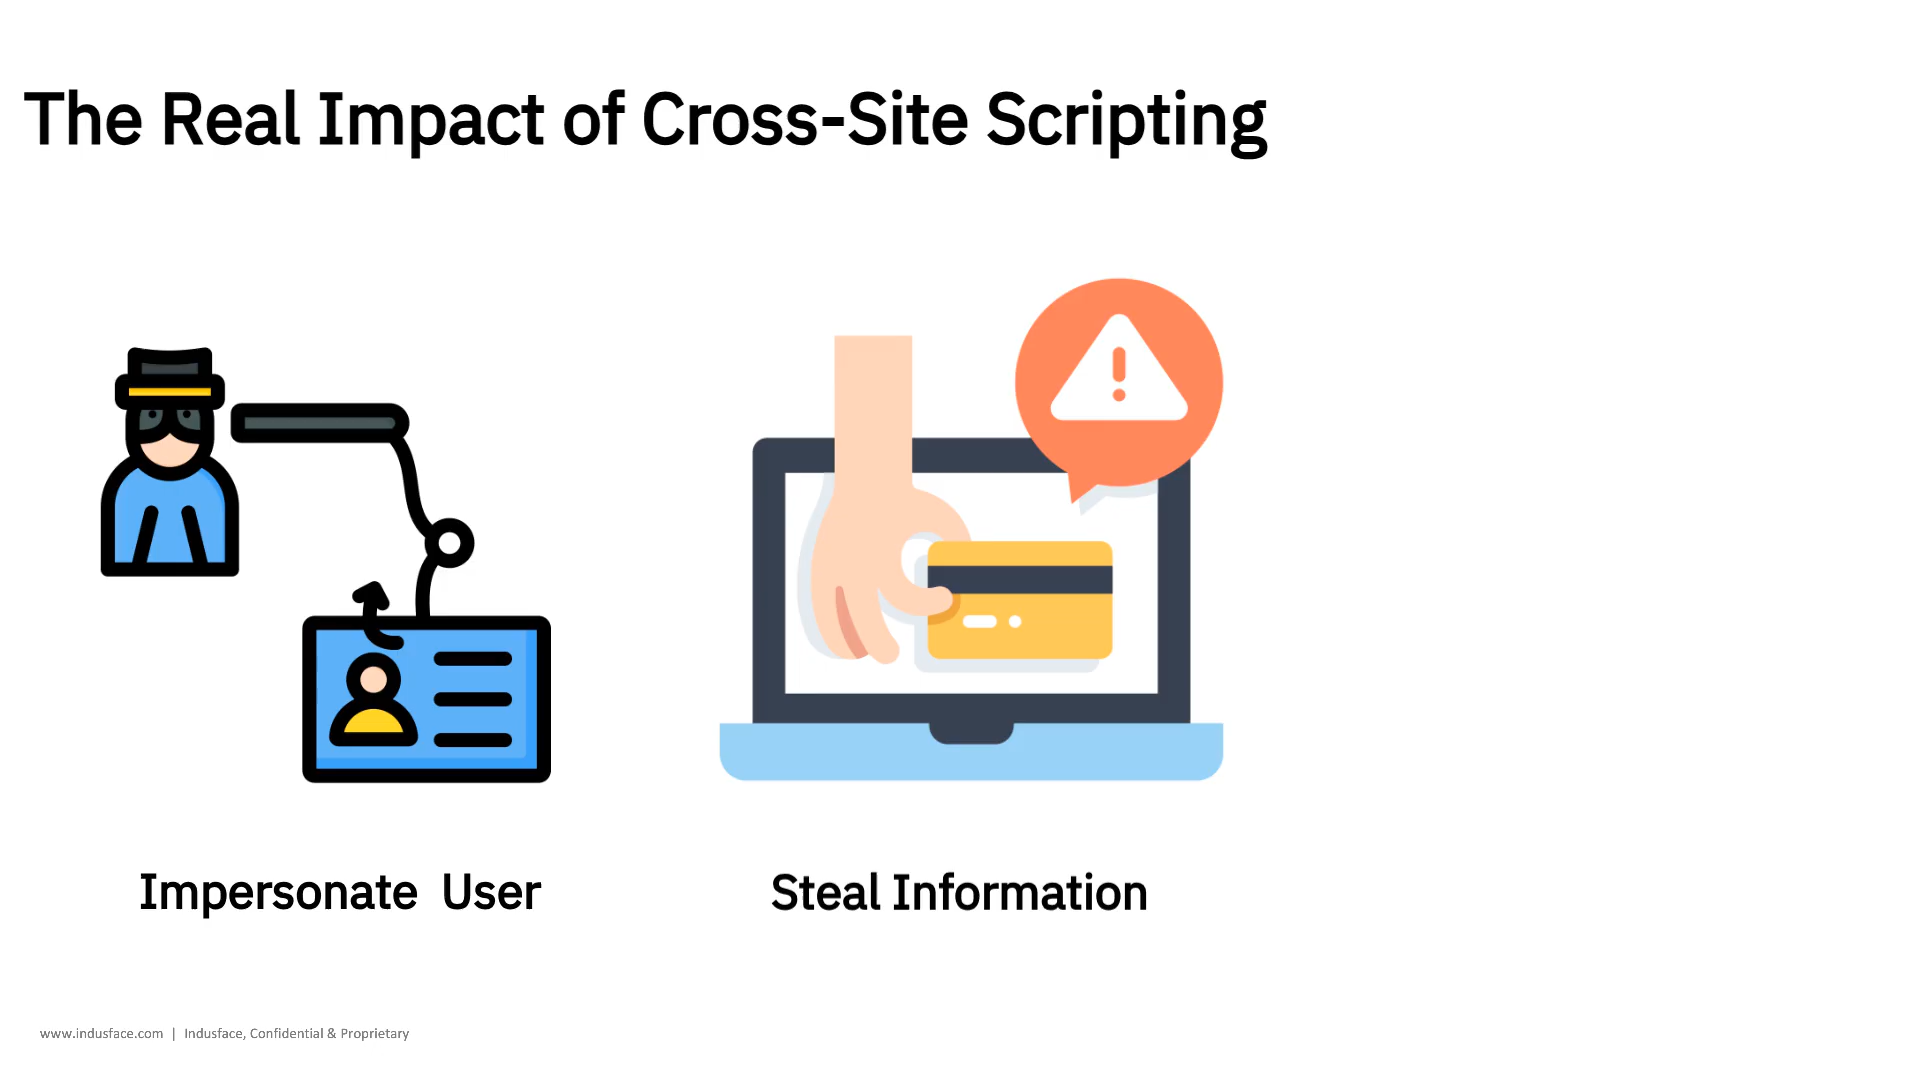 The Real Impact of Cross-Site Scripting
Impersonate  User
Steal Information
www.indusface.com | Indusface, Confidential & Proprietary